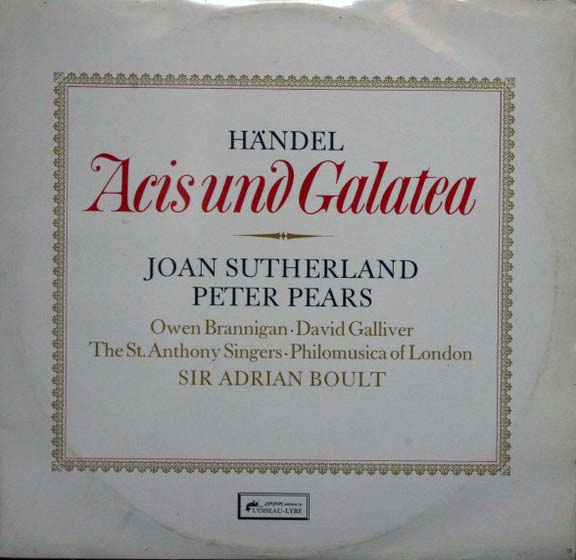 HÄNDEL
Acis und Galatea
JOAN SUTHERLAND
PETER PEARS
Owen Brannigan · David Galliver
The St. Anthony Singers · Philomusica of London
SIR ADRIAN BOULT
L'OISEAU-LYRE